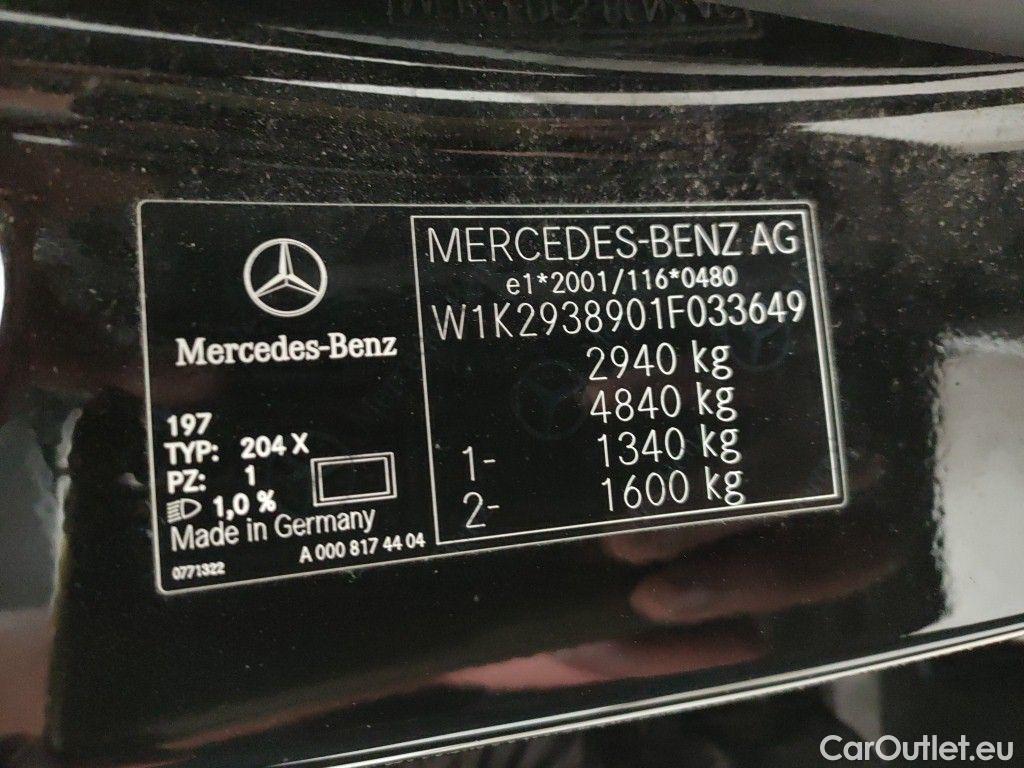 Mercedes-Benz
197
TYP: 204 X
PZ: 1
1,0 %
Made in Germany
A 000 817 44 04
0771322
MERCEDES-BENZ AG
e1*2001/116*0480
W1K2938901F033649
2940 kg
4840 kg
1- 1340 kg
2- 1600 kg
CarOutlet.eu